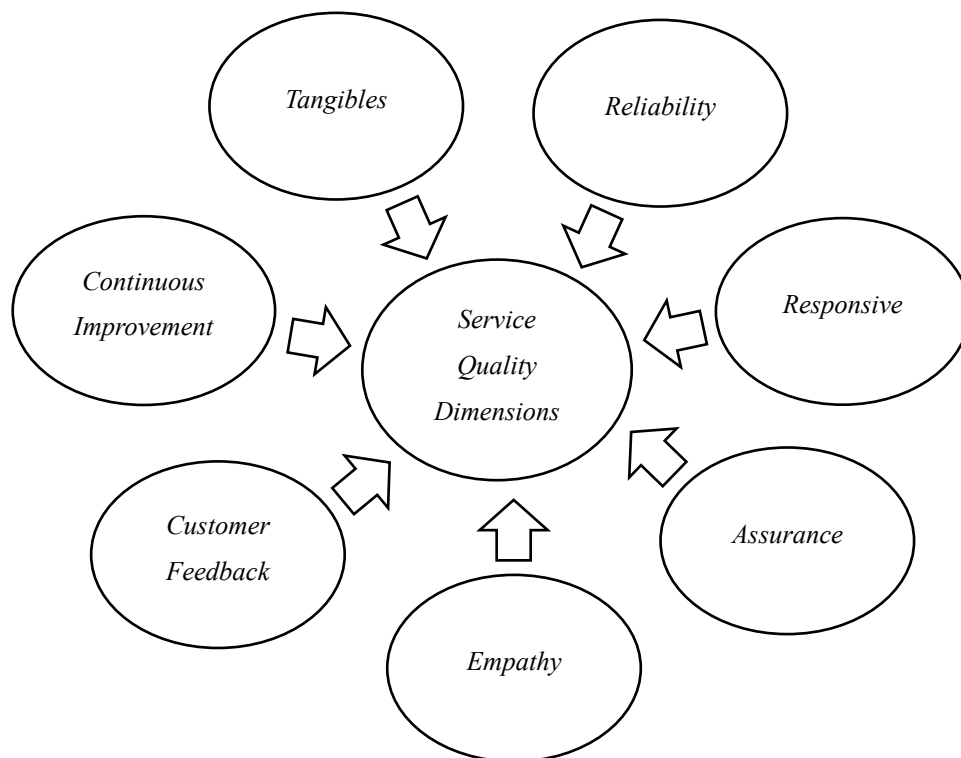 Tangibles
Reliability
Continuous
Improvement
Service
Quality
Dimensions
Responsive
Customer
Feedback
Assurance
Empathy